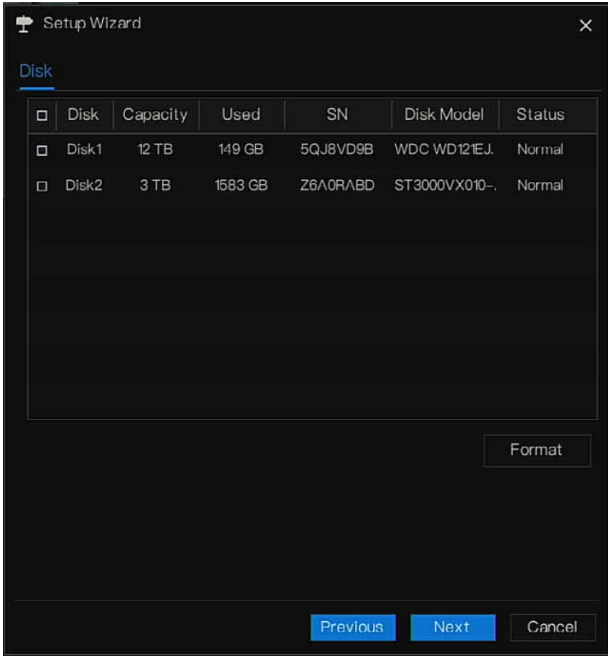 Setup Wizard
Disk
Disk Capacity Used SN Disk Model Status
Disk1 12 TB 149 GB 5QJ8VD9B WDC WD121EJ. Normal
Disk2 3 TB 1583 GB Z6A0RABD ST3000VX010-. Normal
Format
Previous Next Cancel